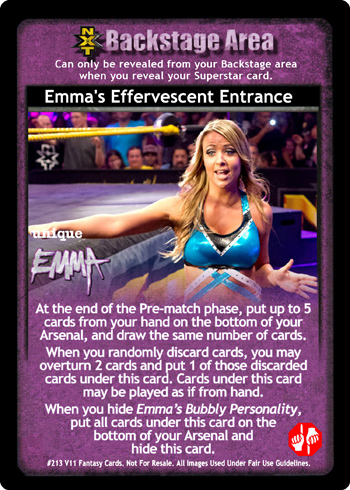 NXT
Backstage Area
Can only be revealed from your Backstage area
when you reveal your Superstar card.
Emma's Effervescent Entrance
unique
EMMA
At the end of the Pre-match phase, put up to 5
cards from your hand on the bottom of your
Arsenal, and draw the same number of cards.
When you randomly discard cards, you may
overturn 2 cards and put 1 of those discarded
cards under this card. Cards under this card
may be played as if from hand.
When you hide Emma's Bubbly Personality,
put all cards under this card on the
bottom of your Arsenal and
hide this card.
#213 V11 Fantasy Cards. Not For Resale. All Images Used Under Fair Use Guidelines.